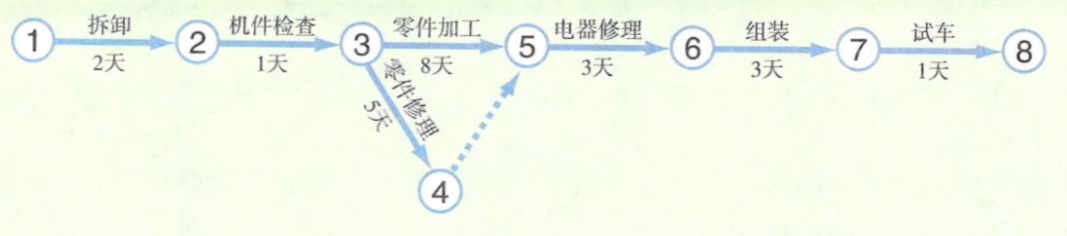 拆卸 机件检查 零件加工 电器修理 组装 试车
① ② ③ ⑤ ⑥ ⑦ ⑧
2天 1天 8天 3天 3天 1天
零件修理
5天
④